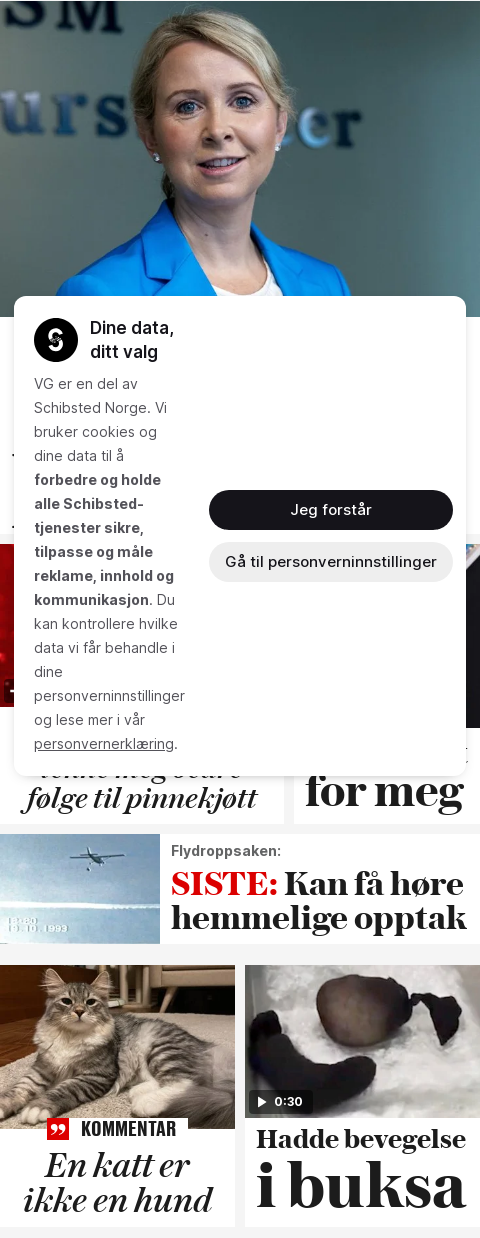 SM
Dine data,
ditt valg
VG er en del av
Schibsted Norge. Vi
bruker cookies og
dine data til å
forbedre og holde
alle Schibsted-
tjenester sikre,
tilpasse og måle
reklame, innhold og
kommunikasjon. Du
kan kontrollere hvilke
data vi får behandle i
dine
personverninnstillinger
og lese mer i vår
personvernerklæring.
Jeg forstår
Gå til personverninnstillinger
følge til pinnekjøtt
for meg
19.10.1993
Flydroppsaken:
SISTE: Kan få høre
hemmelige opptak
KOMMENTAR
En katt er
ikke en hund
0:30
Hadde bevegelse
i buksa